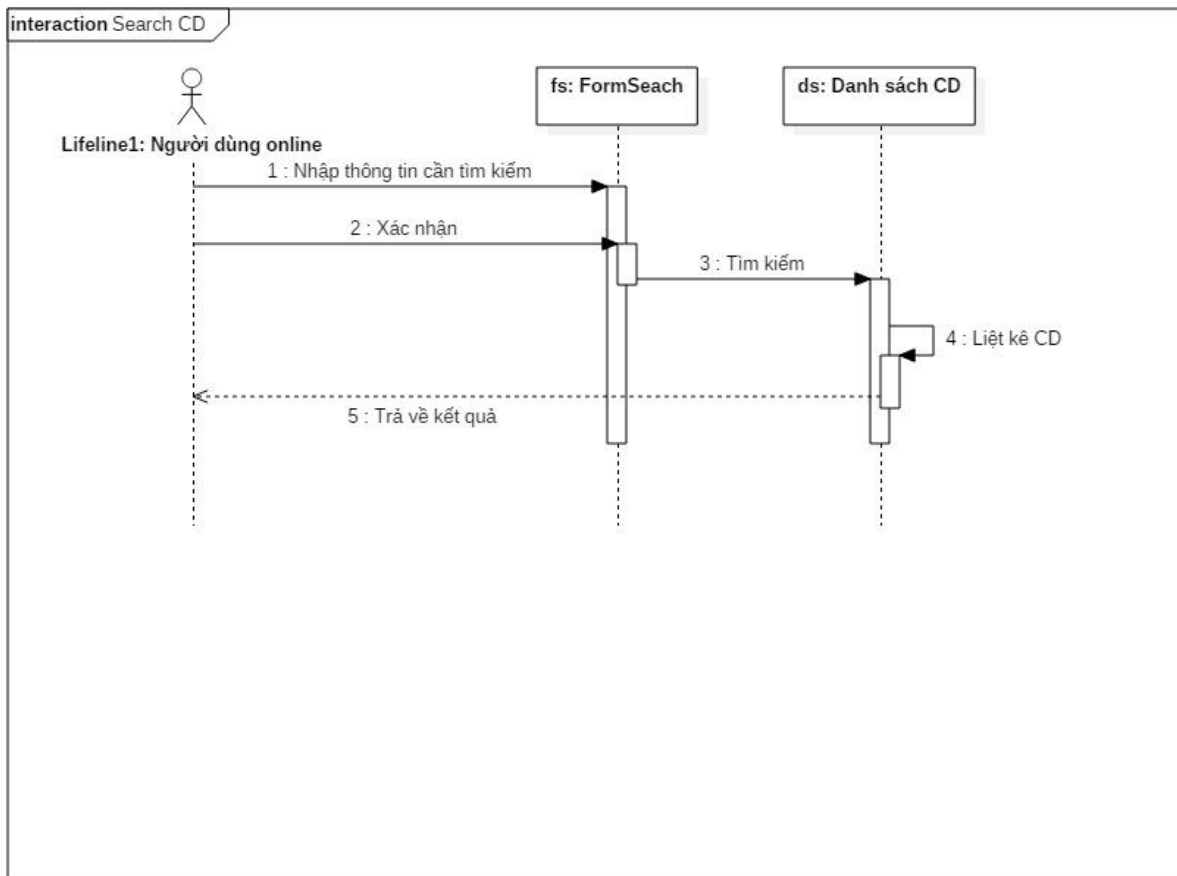 interaction Search CD
fs: FormSeach
ds: Danh sách CD
Lifeline1: Người dùng online
1 : Nhập thông tin cần tìm kiếm
2 : Xác nhận
3 : Tìm kiếm
4 : Liệt kê CD
5 : Trả về kết quả